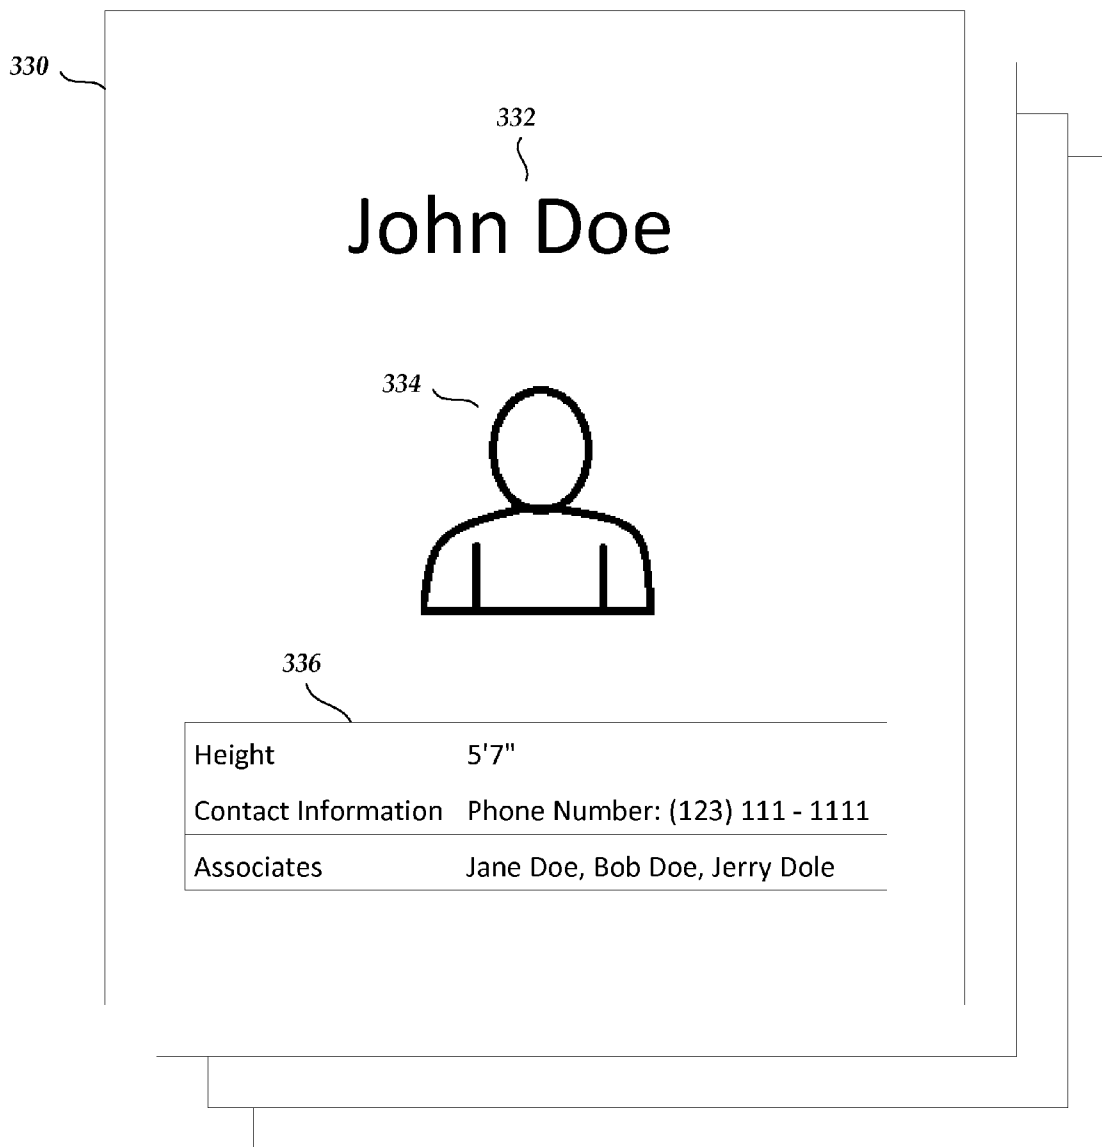 330
332
John Doe
334
336
Height 5'7"
Contact Information Phone Number: (123) 111 - 1111
Associates Jane Doe, Bob Doe, Jerry Dole